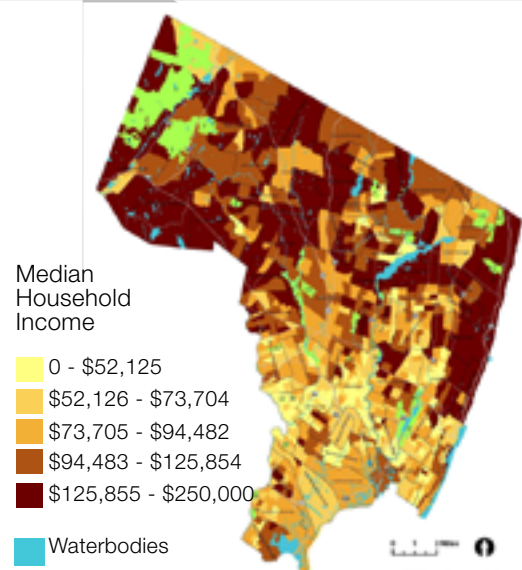 Median
Household
Income
0 - $52,125
$52,126 - $73,704
$73,705 - $94,482
$94,483 - $125,854
$125,855 - $250,000
Waterbodies